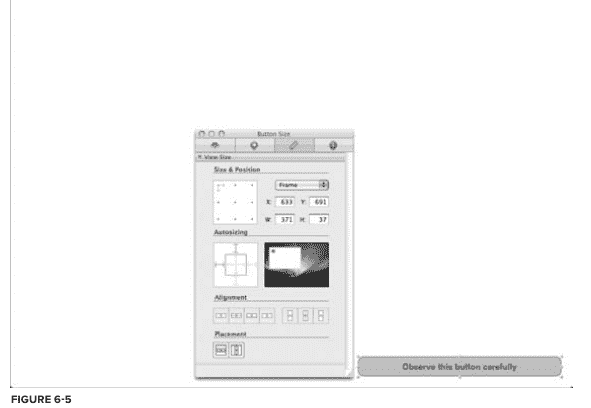 Button Size
View Size
Size & Position
Frame
X: 633 Y: 691
W: 371 H: 37
Autosizing
Alignment
Placement
Observe this button carefully
FIGURE 6-5